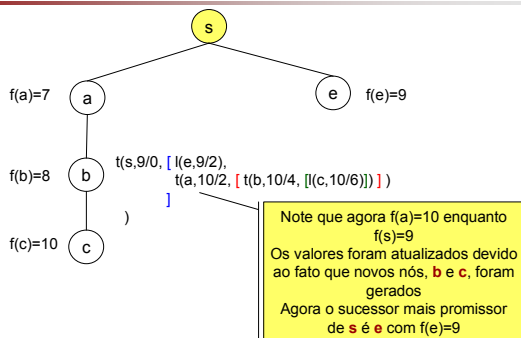 s
f(a)=7
a
e
f(e)=9
f(b)=8
b
t(s,9/0, [ l(e,9/2),
t(a,10/2, [ t(b,10/4, [l(c,10/6)]) ] )
]
)
f(c)=10
c
Note que agora f(a)=10 enquanto
f(s)=9
Os valores foram atualizados devido
ao fato que novos nós, b e c, foram
gerados
Agora o sucessor mais promissor
de s é e com f(e)=9